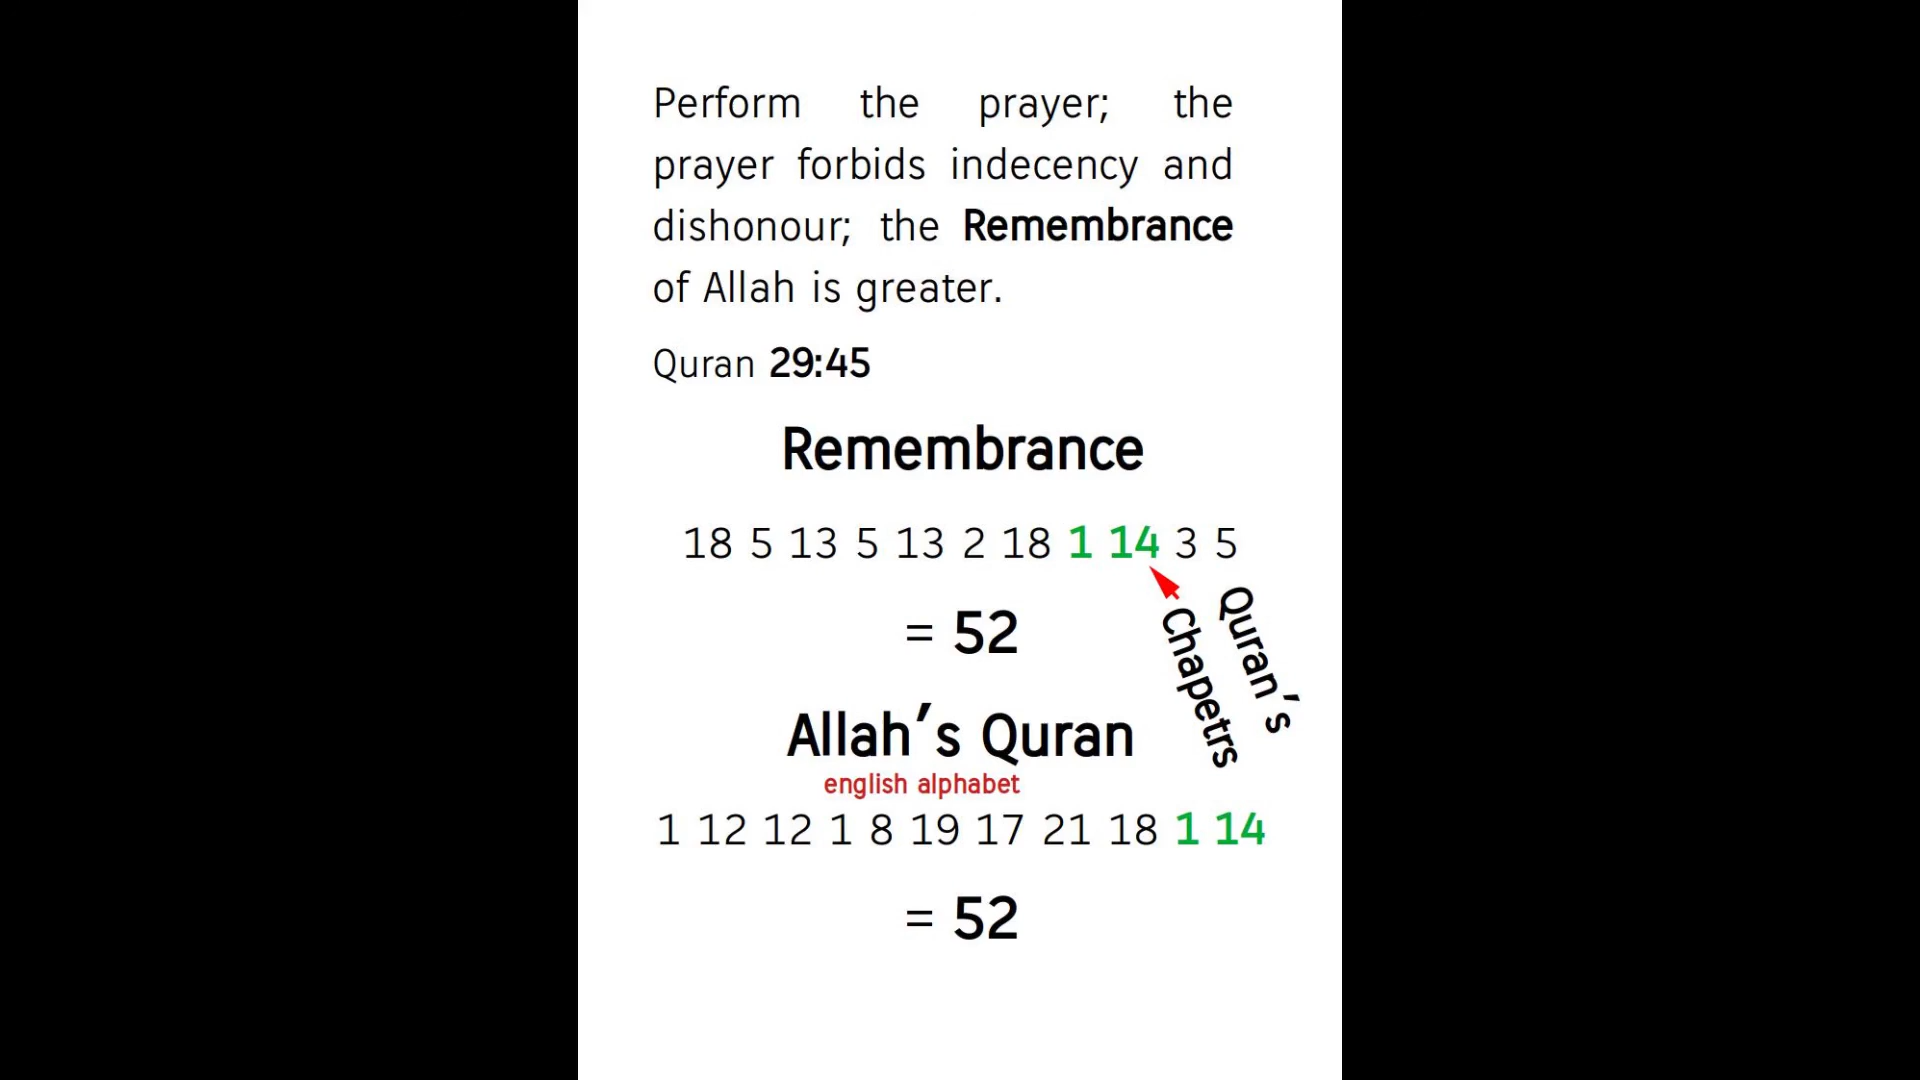 Perform the prayer; the
prayer forbids indecency and
dishonour; the Remembrance
of Allah is greater.
Quran 29:45
Remembrance
18 5 13 5 13 2 18 1 14 3 5
Quran's
Chapetrs
= 52
Allah's Quran
english alphabet
1 12 12 1 8 19 17 21 18 1 14
= 52